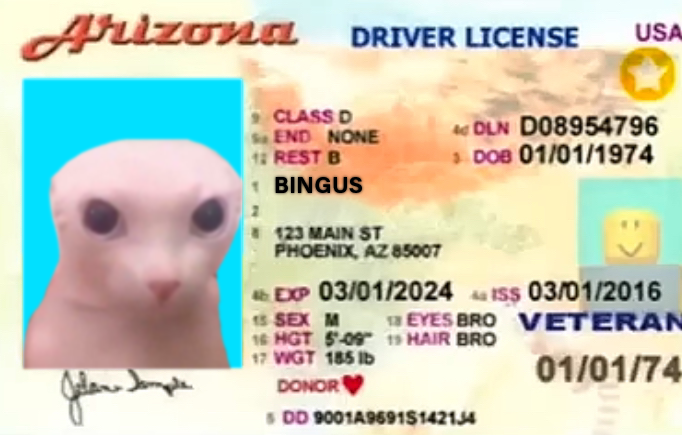 Arizona DRIVER LICENSE USA
9 CLASS D
9a END NONE 4d DLN D08954796
12 REST B 3 DOB 01/01/1974
1 BINGUS
2
8 123 MAIN ST
PHOENIX, AZ 85007
4b EXP 03/01/2024 4a ISS 03/01/2016
15 SEX M 18 EYES BRO VETERAN
16 HGT 5'-09" 19 HAIR BRO
17 WGT 185 lb 01/01/74
DONOR
Jelani Sample
5 DD 9001A9691S1421J4